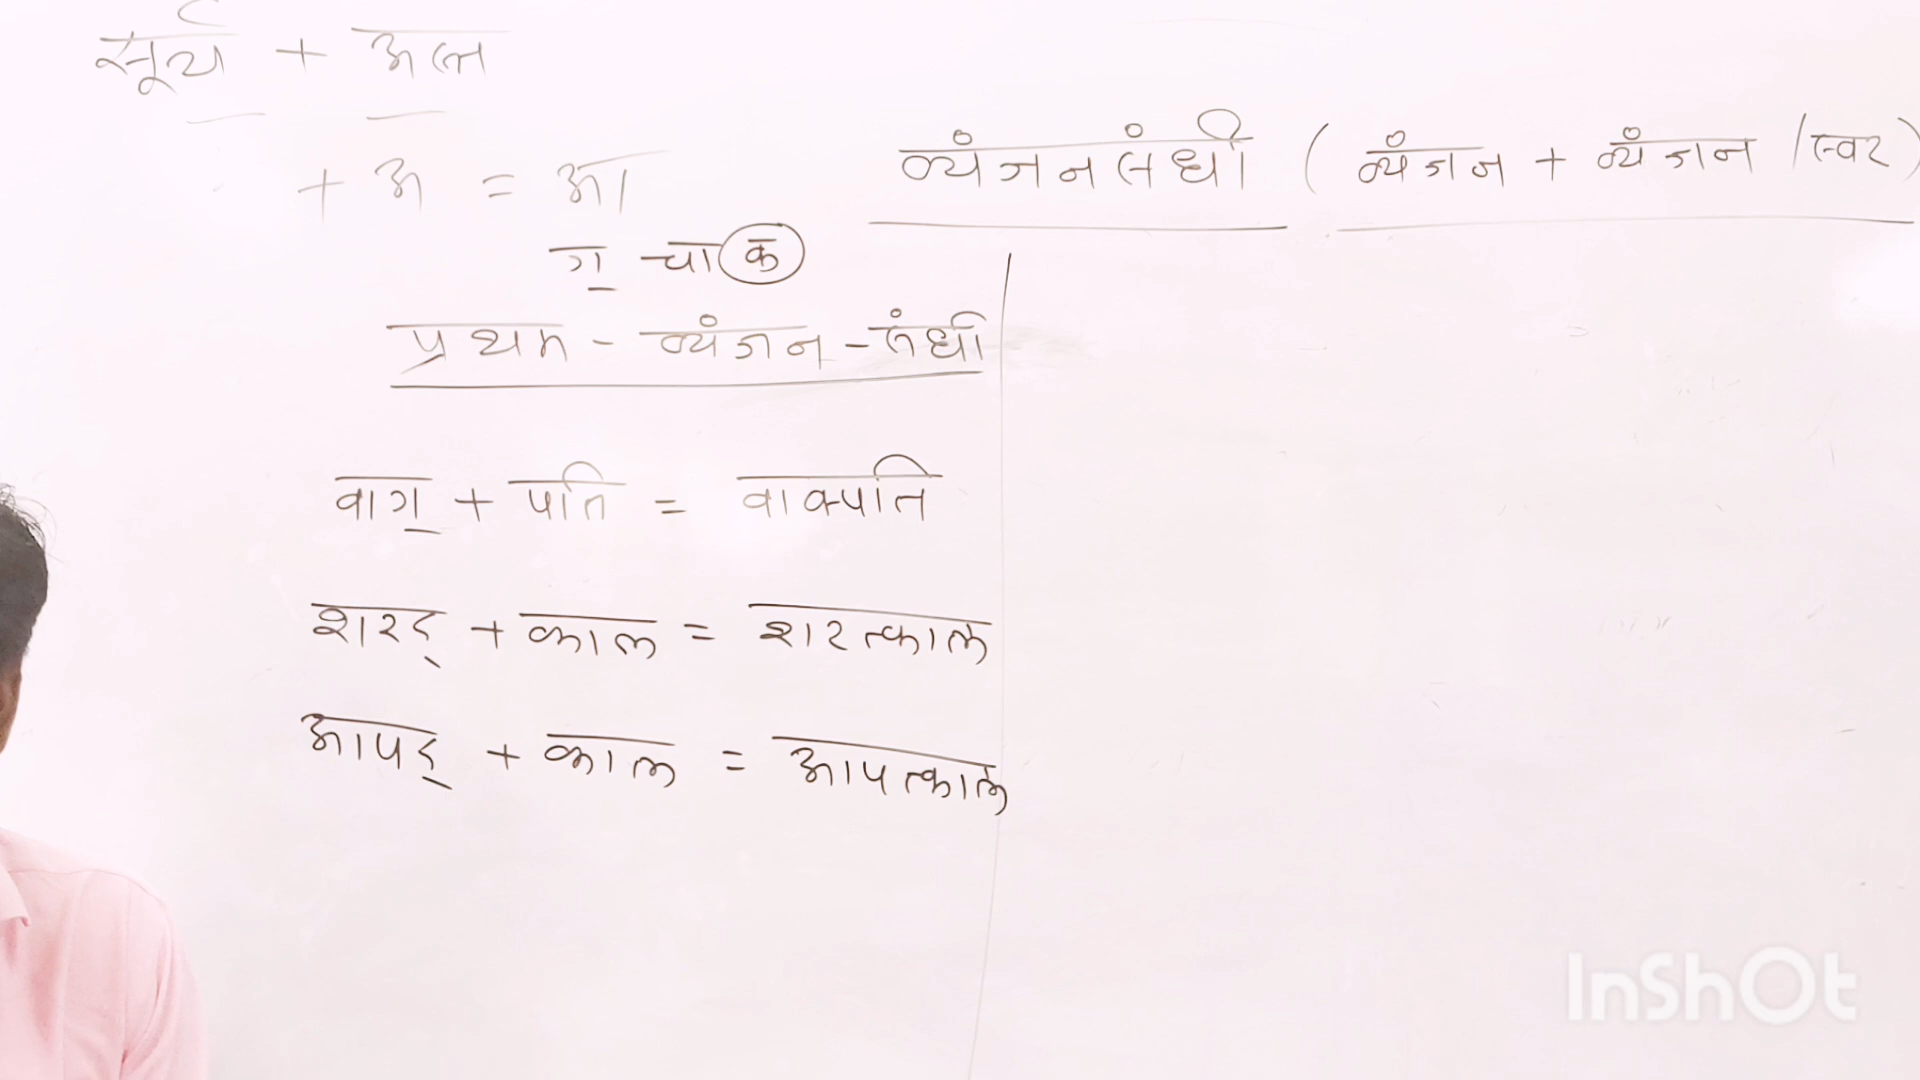 सूर्य + अस्त
+ अ = आ
व्यंजनसंधी ( व्यंजन + व्यंजन / स्वर )
ग् - चा क
प्रथम - व्यंजन - संधी
वाग् + पति = वाक्पति
शरद् + काल = शरत्काल
आपद् + काल = आपत्काल
InShOt